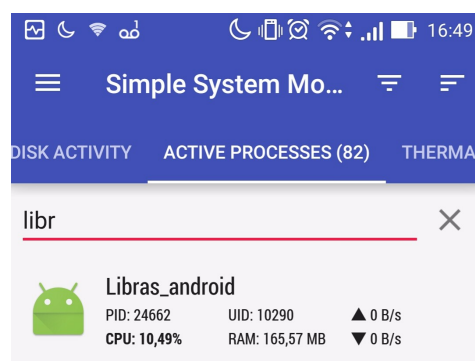 16:49
Simple System Mo...
DISK ACTIVITY ACTIVE PROCESSES (82) THERMA
libr
Libras_android
PID: 24662 UID: 10290 ▲ 0 B/s
CPU: 10,49% RAM: 165,57 MB ▼ 0 B/s